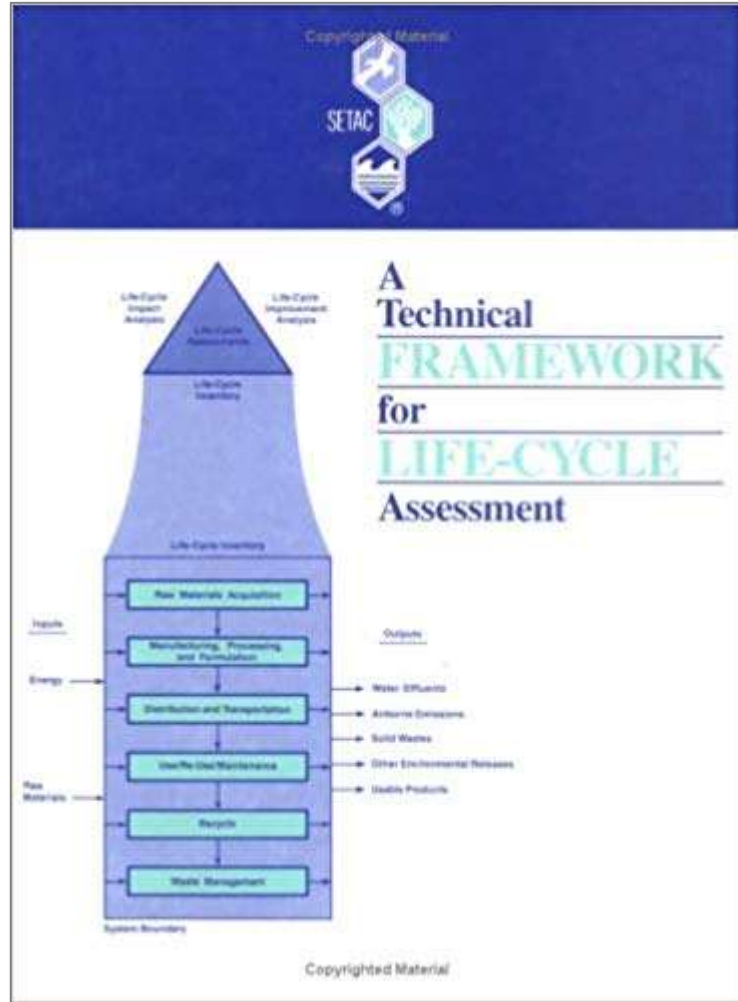 Copyrighted Material
SETAC
®
A
Technical
FRAMEWORK
for
LIFE-CYCLE
Assessment
Life-Cycle
Impact
Analysis
Life-Cycle
Improvement
Analysis
Life-Cycle
Life-Cycle
Inventory
Life-Cycle Inventory
Raw Materials Acquisition
Manufacturing, Processing,
and Formulation
Distribution and Transportation
Use/Re-Use/Maintenance
Recycle
Waste Management
Inputs
Energy
Raw
Materials
Outputs
Water Effluents
Airborne Emissions
Solid Wastes
Other Environmental Releases
Usable Products
System Boundary
Copyrighted Material